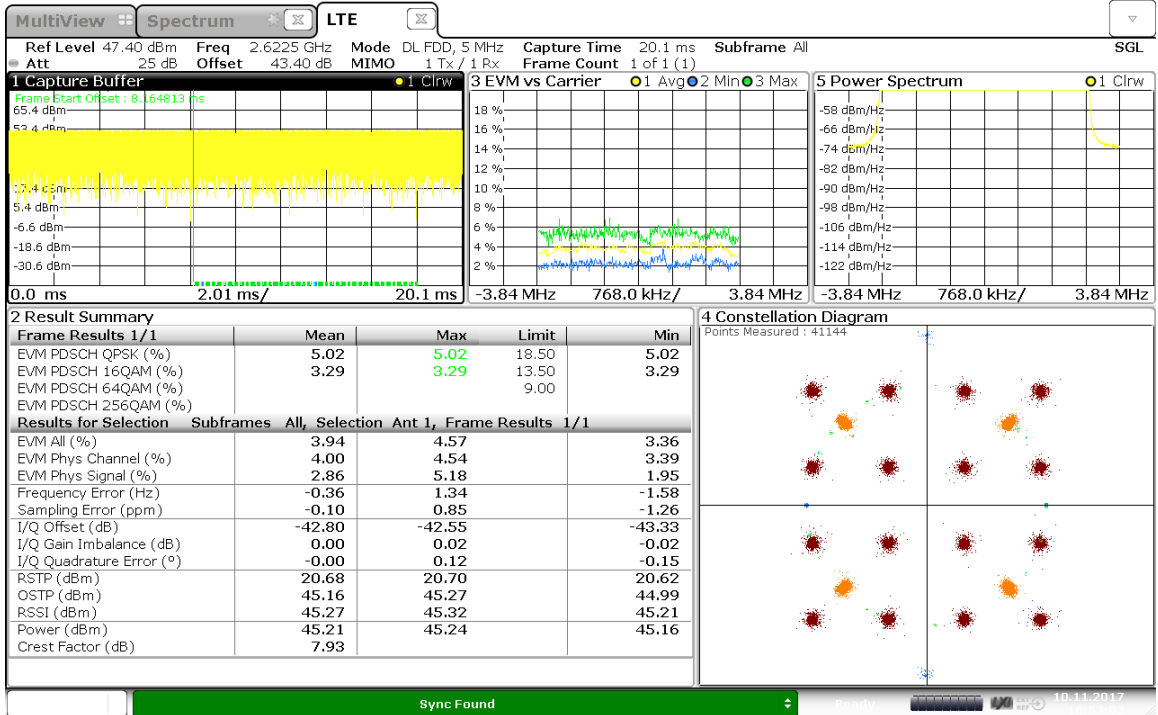 MultiView Spectrum LTE
Ref Level 47.40 dBm Freq 2.6225 GHz Mode DL FDD, 5 MHz Capture Time 20.1 ms Subframe All SGL
Att 25 dB Offset 43.40 dB MIMO 1 Tx / 1 Rx Frame Count 1 of 1 (1)
1 Capture Buffer 1 Clrw
Frame Start Offset : 8.164813 ms
65.4 dBm
53.4 dBm
17.4 dBm
5.4 dBm
-6.6 dBm
-18.6 dBm
-30.6 dBm
0.0 ms 2.01 ms/ 20.1 ms
3 EVM vs Carrier 1 Avg 2 Min 3 Max
18 %
16 %
14 %
12 %
10 %
8 %
6 %
4 %
2 %
-3.84 MHz 768.0 kHz/ 3.84 MHz
5 Power Spectrum 1 Clrw
-58 dBm/Hz
-66 dBm/Hz
-74 dBm/Hz
-82 dBm/Hz
-90 dBm/Hz
-98 dBm/Hz
-106 dBm/Hz
-114 dBm/Hz
-122 dBm/Hz
-3.84 MHz 768.0 kHz/ 3.84 MHz
2 Result Summary
Frame Results 1/1 Mean Max Limit Min
EVM PDSCH QPSK (%) 5.02 5.02 18.50 5.02
EVM PDSCH 16QAM (%) 3.29 3.29 13.50 3.29
EVM PDSCH 64QAM (%) 9.00
EVM PDSCH 256QAM (%)
Results for Selection Subframes All, Selection Ant 1, Frame Results 1/1
EVM All (%) 3.94 4.57 3.36
EVM Phys Channel (%) 4.00 4.54 3.39
EVM Phys Signal (%) 2.86 5.18 1.95
Frequency Error (Hz) -0.36 1.34 -1.58
Sampling Error (ppm) -0.10 0.85 -1.26
I/Q Offset (dB) -42.80 -42.55 -43.33
I/Q Gain Imbalance (dB) 0.00 0.02 -0.02
I/Q Quadrature Error (°) -0.00 0.12 -0.15
RSTP (dBm) 20.68 20.70 20.62
OSTP (dBm) 45.16 45.27 44.99
RSSI (dBm) 45.27 45.32 45.21
Power (dBm) 45.21 45.24 45.16
Crest Factor (dB) 7.93
4 Constellation Diagram
Points Measured : 41144
Sync Found
Ready
LXI EXT REF 10.11.2017